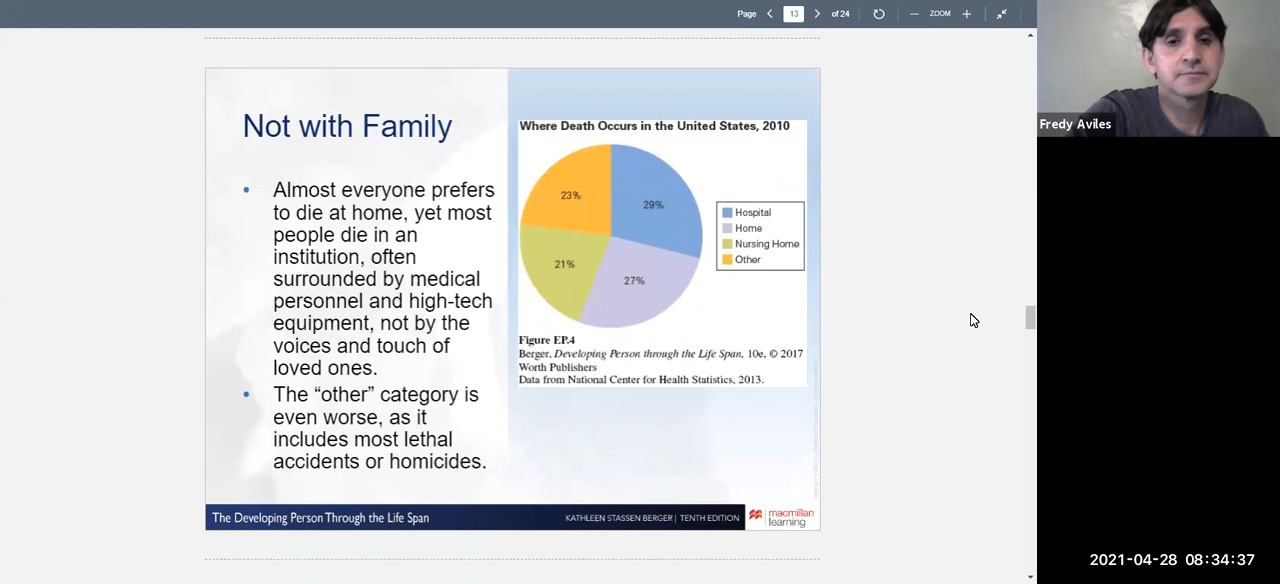 Page 13 of 24 ZOOM
Fredy Aviles
Not with Family
• Almost everyone prefers
to die at home, yet most
people die in an
institution, often
surrounded by medical
personnel and high-tech
equipment, not by the
voices and touch of
loved ones.
• The “other” category is
even worse, as it
includes most lethal
accidents or homicides.
Where Death Occurs in the United States, 2010
23%
29%
21%
27%
Hospital
Home
Nursing Home
Other
Figure EP.4
Berger, Developing Person through the Life Span, 10e, © 2017
Worth Publishers
Data from National Center for Health Statistics, 2013.
The Developing Person Through the Life Span
KATHLEEN STASSEN BERGER | TENTH EDITION
macmillan
learning
2021-04-28 08:34:37